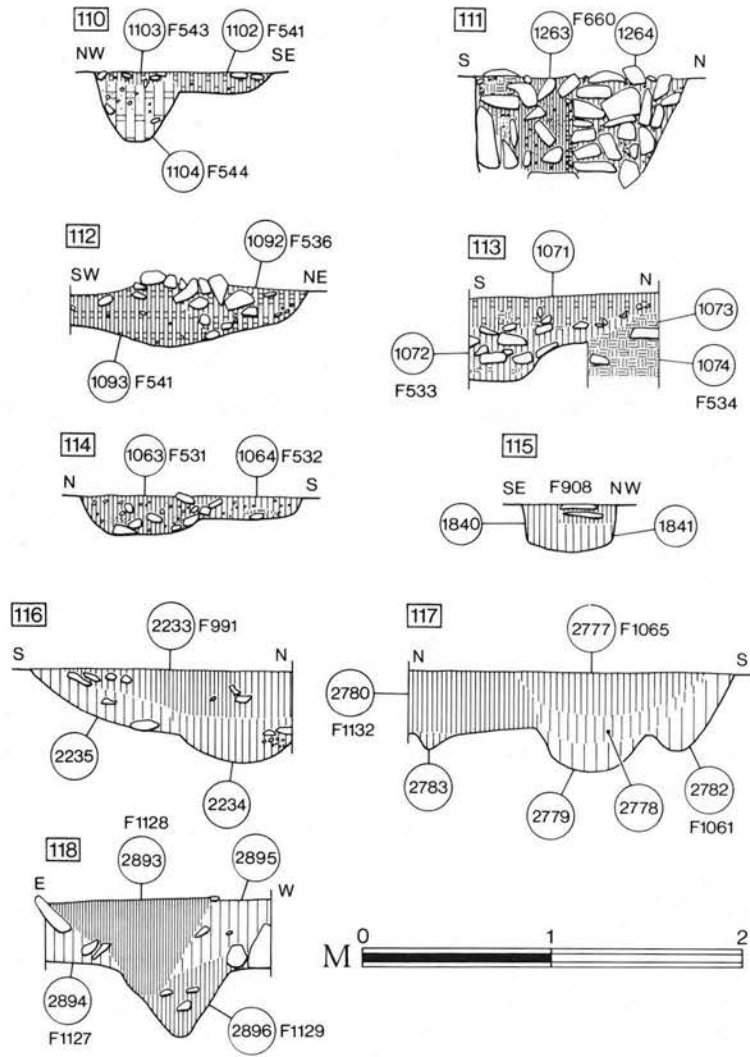 110
1103 F543 1102 F541
NW SE
1104 F544
111
1263 F660 1264
S N
112
1092 F536
SW NE
1093 F541
113
1071
S N
1073
1072 1074
F533 F534
114
1063 F531 1064 F532
N S
115
SE F908 NW
1840 1841
116
2233 F991
S N
2235
2234
117
2777 F1065
N S
2780
F1132
2783 2779 2778 2782
F1061
118
F1128
2893 2895
E W
2894
F1127
2896 F1129
M 0 1 2